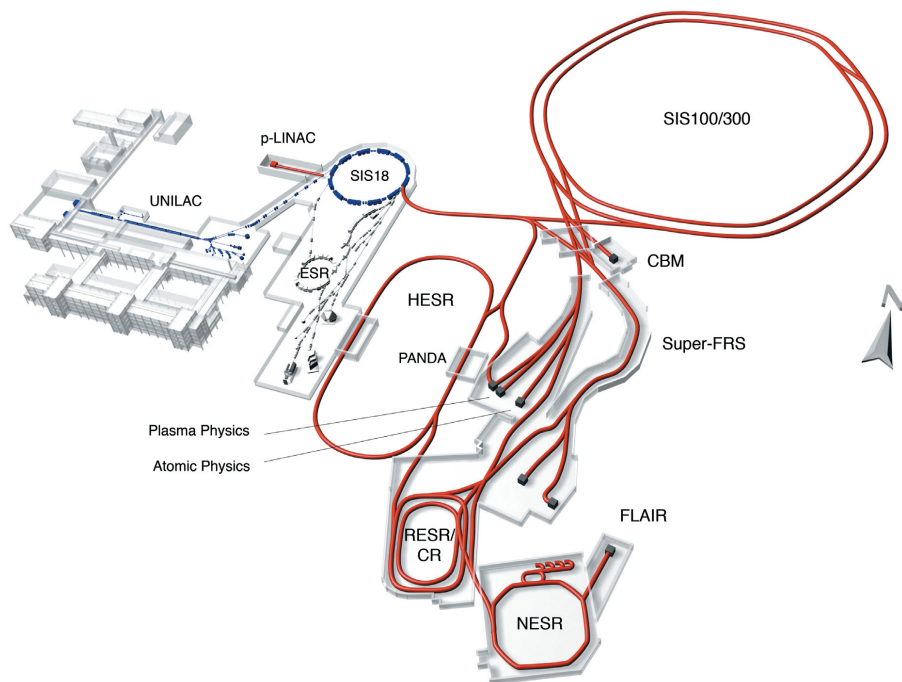 SIS100/300
p-LINAC
SIS18
UNILAC
CBM
ESR
HESR
Super-FRS
PANDA
Plasma Physics
Atomic Physics
FLAIR
RESR/
CR
NESR